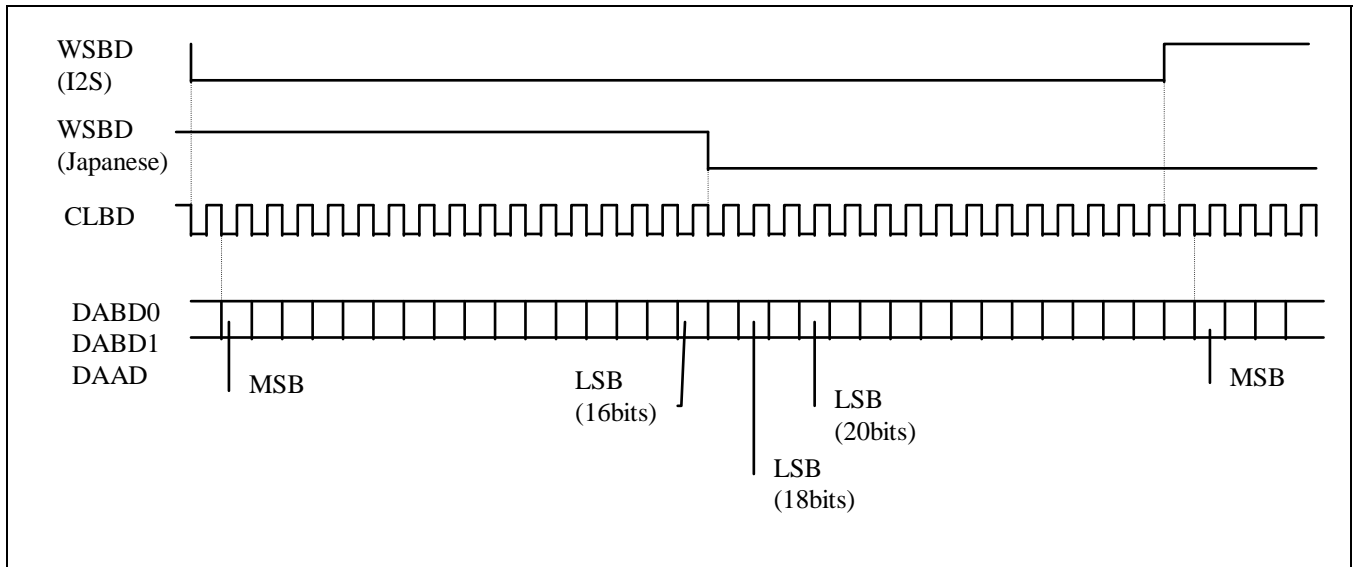 WSBD
(I2S)
WSBD
(Japanese)
CLBD
DABD0
DABD1
DAAD
MSB
LSB
(16bits)
LSB
(18bits)
LSB
(20bits)
MSB